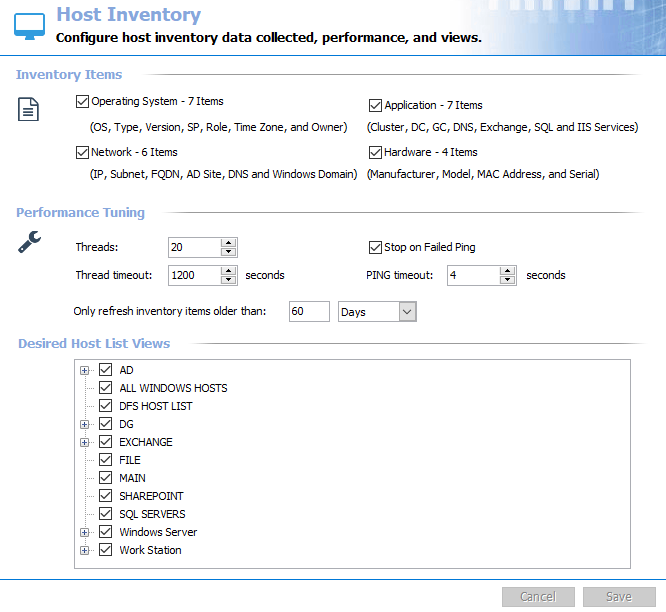 Host Inventory
Configure host inventory data collected, performance, and views.
Inventory Items
Operating System - 7 Items
Application - 7 Items
(OS, Type, Version, SP, Role, Time Zone, and Owner)
(Cluster, DC, GC, DNS, Exchange, SQL and IIS Services)
Network - 6 Items
Hardware - 4 Items
(IP, Subnet, FQDN, AD Site, DNS and Windows Domain)
(Manufacturer, Model, MAC Address, and Serial)
Performance Tuning
Threads: 20
Stop on Failed Ping
Thread timeout: 1200 seconds
PING timeout: 4 seconds
Only refresh inventory items older than: 60 Days
Desired Host List Views
AD
ALL WINDOWS HOSTS
DFS HOST LIST
DG
EXCHANGE
FILE
MAIN
SHAREPOINT
SQL SERVERS
Windows Server
Work Station
Cancel
Save